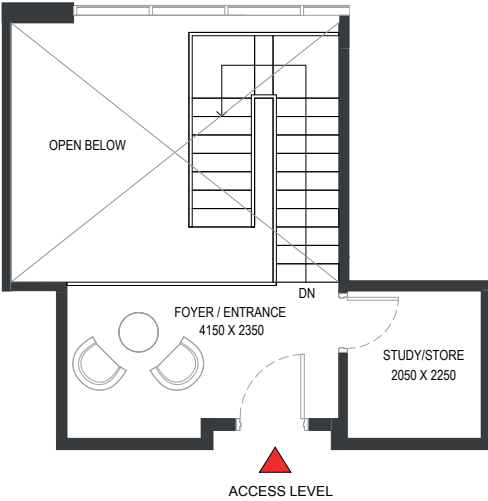 OPEN BELOW
DN
FOYER / ENTRANCE
4150 X 2350
STUDY/STORE
2050 X 2250
ACCESS LEVEL